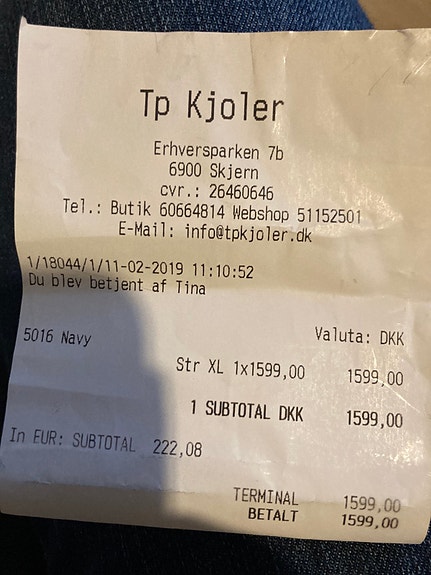 Tp Kjoler
Erhversparken 7b
6900 Skjern
cvr.: 26460646
Tel.: Butik 60664814 Webshop 51152501
E-Mail: info@tpkjoler.dk
1/18044/1/11-02-2019 11:10:52
Du blev betjent af Tina
5016 Navy Valuta: DKK
Str XL 1x1599,00 1599,00
1 SUBTOTAL DKK 1599,00
In EUR: SUBTOTAL 222,08
TERMINAL 1599,00
BETALT 1599,00